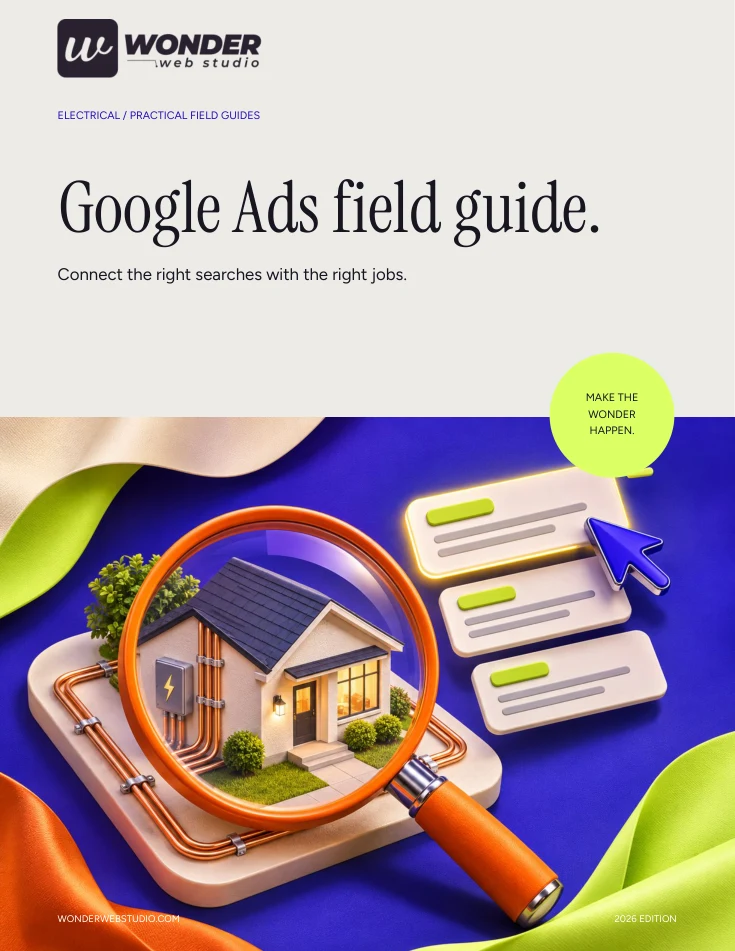 W WONDER
web studio
ELECTRICAL / PRACTICAL FIELD GUIDES
Google Ads field guide.
Connect the right searches with the right jobs.
MAKE THE
WONDER
HAPPEN.
WONDERWEBSTUDIO.COM
2026 EDITION